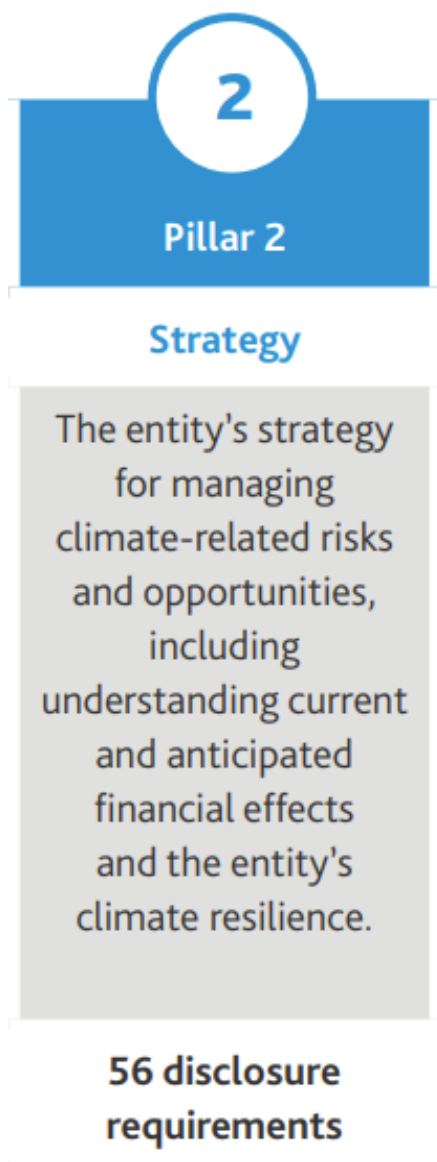 2
Pillar 2
Strategy
The entity’s strategy
for managing
climate-related risks
and opportunities,
including
understanding current
and anticipated
financial effects
and the entity’s
climate resilience.
56 disclosure
requirements